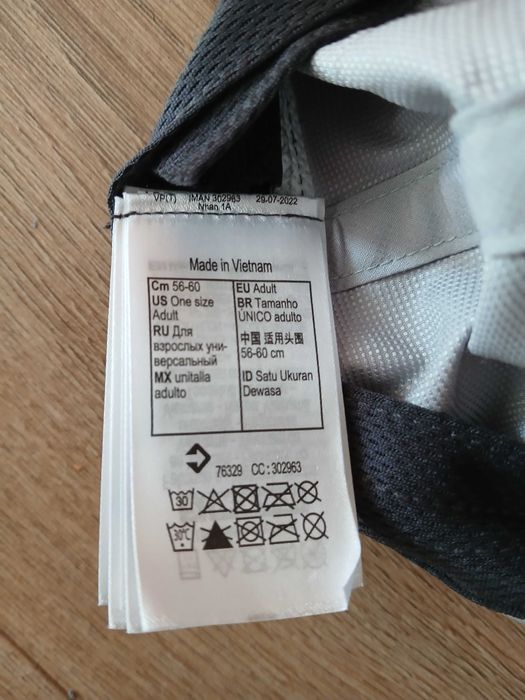 VP(7) IMAN 302963 29-07-2022
Nhan 1A
Made in Vietnam
Cm 56-60
US One size
Adult
RU Для
взрослых уни-
версальный
MX unitalla
adulto
EU Adult
BR Tamanho
ÚNICO adulto
中国 适用头围
56-60 cm
ID Satu Ukuran
Dewasa
76329 CC : 302963
30
30°C